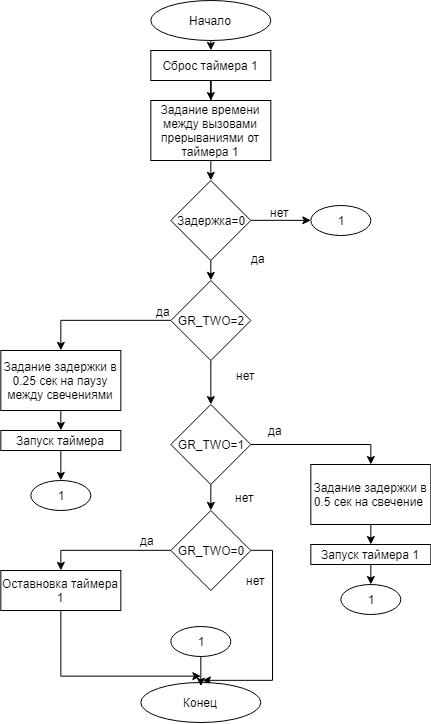 Начало
Сброс таймера 1
Задание времени
между вызовами
прерываниями от
таймера 1
Задержка=0
нет
1
да
GR_TWO=2
да
Задание задержки в
0.25 сек на паузу
между свечениями
нет
Запуск таймера
1
GR_TWO=1
да
Задание задержки в
0.5 сек на свечение
нет
Запуск таймера 1
1
GR_TWO=0
да
нет
Оставновка таймера
1
1
Конец